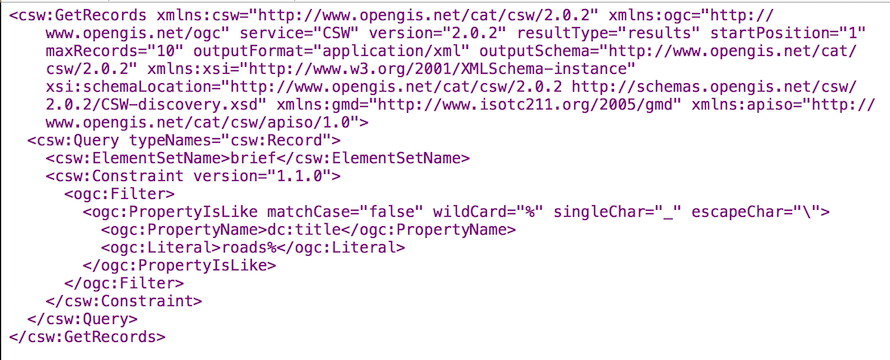 <csw:GetRecords xmlns:csw="http://www.opengis.net/cat/csw/2.0.2" xmlns:ogc="http://
www.opengis.net/ogc" service="CSW" version="2.0.2" resultType="results" startPosition="1"
maxRecords="10" outputFormat="application/xml" outputSchema="http://www.opengis.net/cat/
csw/2.0.2" xmlns:xsi="http://www.w3.org/2001/XMLSchema-instance"
xsi:schemaLocation="http://www.opengis.net/cat/csw/2.0.2 http://schemas.opengis.net/csw/
2.0.2/CSW-discovery.xsd" xmlns:gmd="http://www.isotc211.org/2005/gmd" xmlns:apiso="http://
www.opengis.net/cat/csw/apiso/1.0">
<csw:Query typeNames="csw:Record">
<csw:ElementSetName>brief</csw:ElementSetName>
<csw:Constraint version="1.1.0">
<ogc:Filter>
<ogc:PropertyIsLike matchCase="false" wildCard="%" singleChar="_" escapeChar="\">
<ogc:PropertyName>dc:title</ogc:PropertyName>
<ogc:Literal>roads%</ogc:Literal>
</ogc:PropertyIsLike>
</ogc:Filter>
</csw:Constraint>
</csw:Query>
</csw:GetRecords>